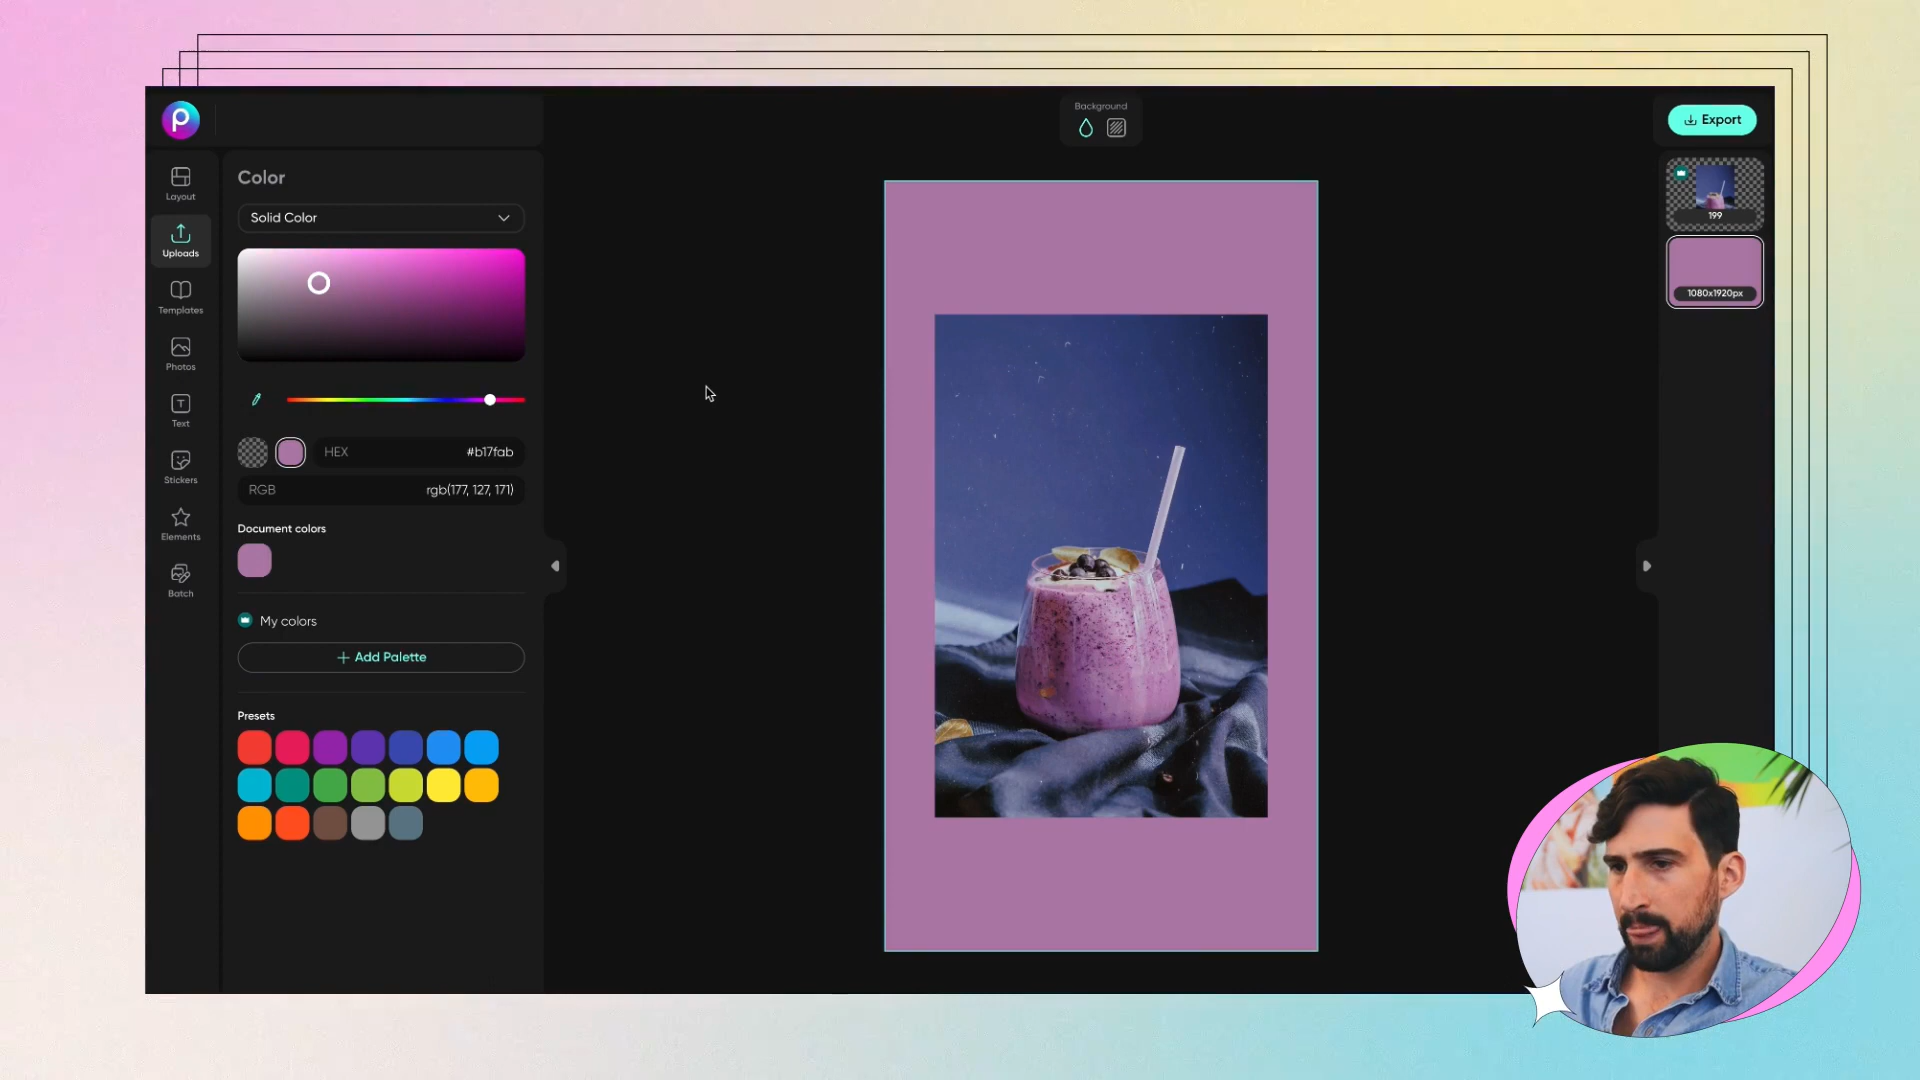 Background
Export
Layout
Uploads
Templates
Photos
Text
Stickers
Elements
Batch
Color
Solid Color
HEX #b17fab
RGB rgb(177, 127, 171)
Document colors
My colors
+ Add Palette
Presets
199
1080x1920px